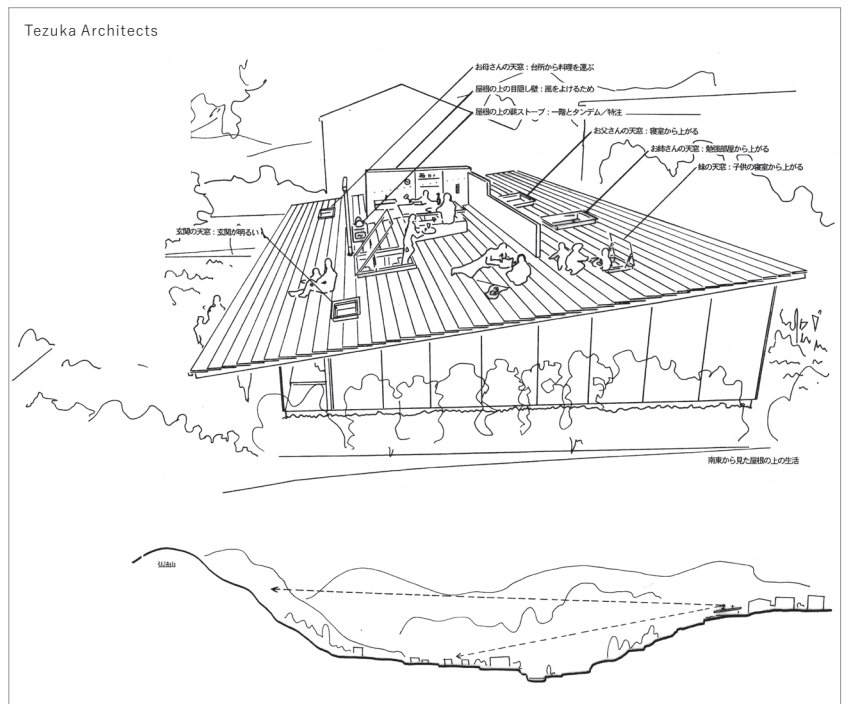 Tezuka Architects
お母さんの天窓：台所から料理を運ぶ
屋根の上の目隠し壁：風をよけるため
屋根の上の薪ストーブ：一階とタンデム／特注
お父さんの天窓：寝室から上がる
お姉さんの天窓：勉強部屋から上がる
妹の天窓：子供の寝室から上がる
玄関の天窓：玄関が明るい
南東から見た屋根の上の生活
弘法山